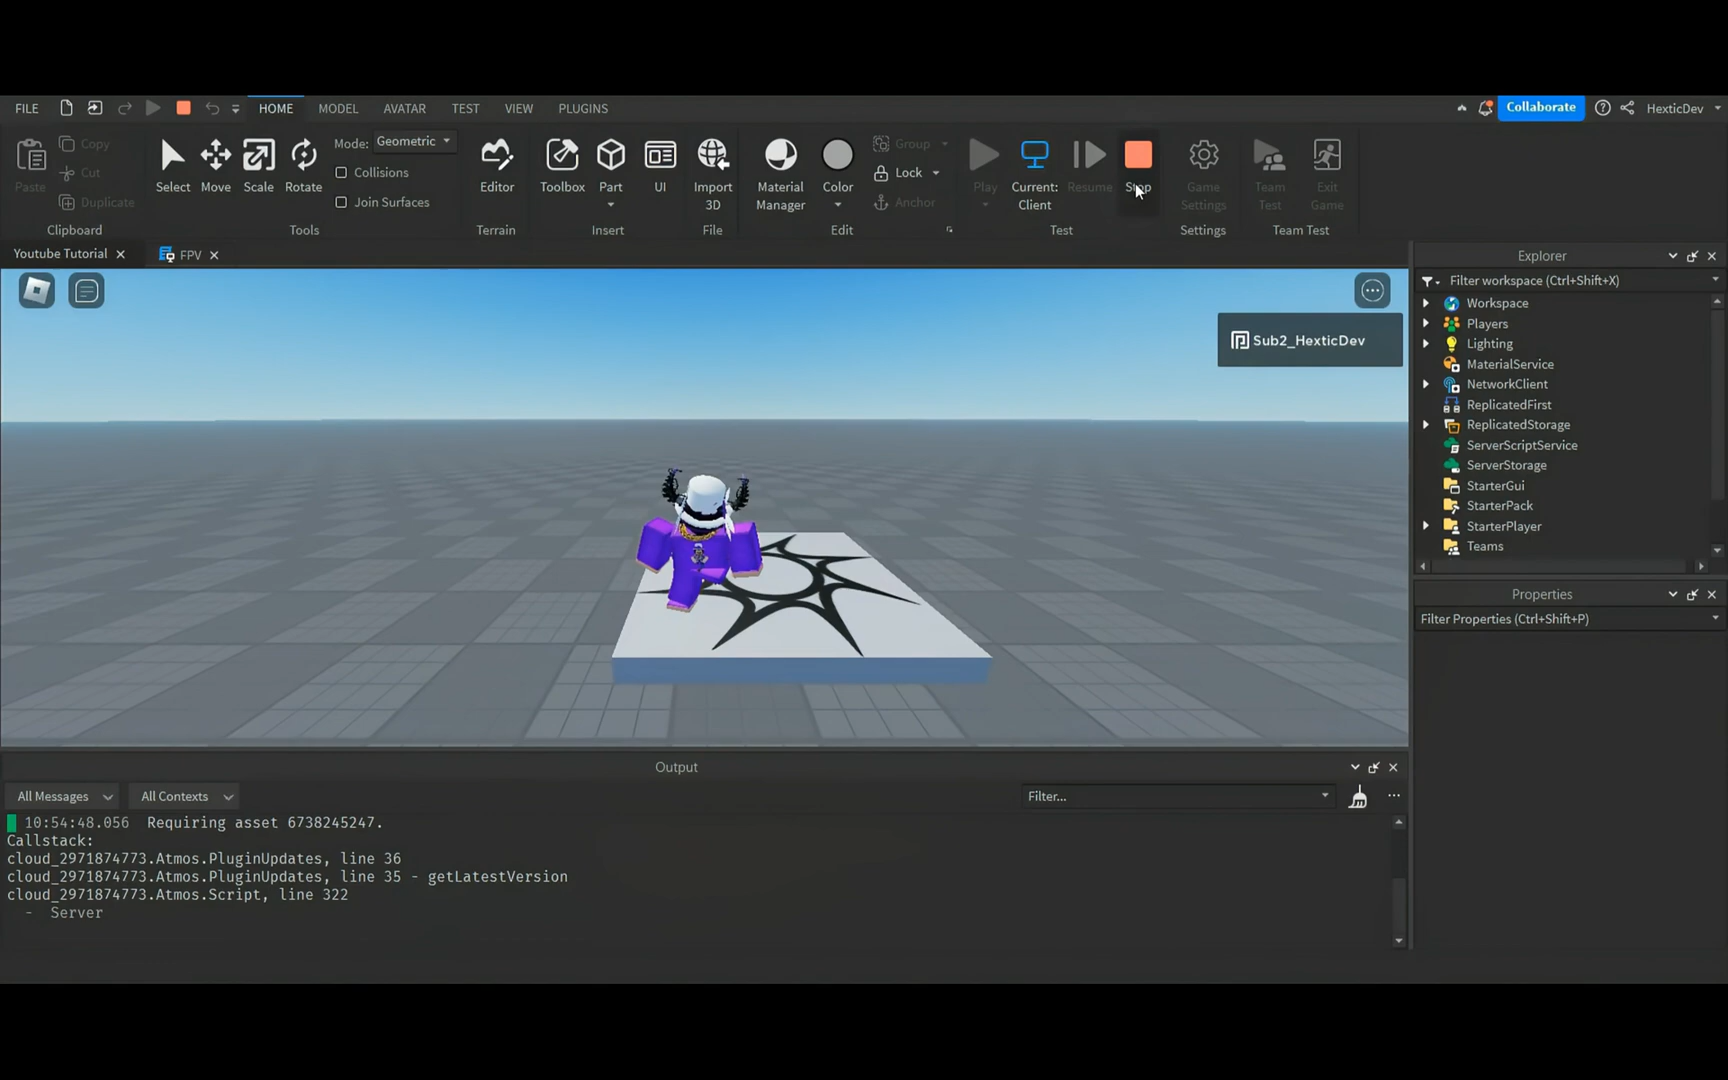 FILE HOME MODEL AVATAR TEST VIEW PLUGINS Collaborate HexticDev
Paste
Copy
Cut
Duplicate
Clipboard
Select Move Scale Rotate
Mode: Geometric
Collisions
Join Surfaces
Tools
Editor
Terrain
Toolbox Part UI
Insert
Import
3D
File
Material
Manager
Color
Group
Lock
Anchor
Edit
Play
Current:
Client
Resume
Stop
Test
Game
Settings
Settings
Team
Test
Exit
Game
Team Test
Youtube Tutorial FPV
Sub2_HexticDev
Explorer
Filter workspace (Ctrl+Shift+X)
Workspace
Players
Lighting
MaterialService
NetworkClient
ReplicatedFirst
ReplicatedStorage
ServerScriptService
ServerStorage
StarterGui
StarterPack
StarterPlayer
Teams
Properties
Filter Properties (Ctrl+Shift+P)
Output
All Messages All Contexts Filter...
10:54:48.056 Requiring asset 6738245247.
Callstack:
cloud_2971874773.Atmos.PluginUpdates, line 36
cloud_2971874773.Atmos.PluginUpdates, line 35 - getLatestVersion
cloud_2971874773.Atmos.Script, line 322
- Server